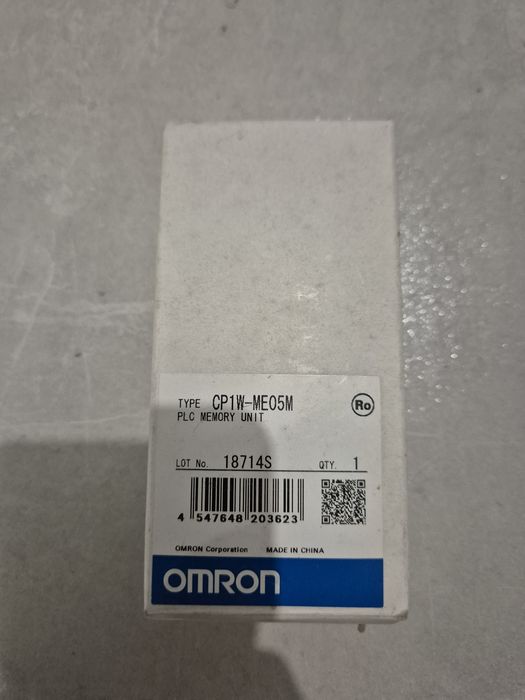 TYPE CP1W-ME05M Ro
PLC MEMORY UNIT
LOT No. 18714S QTY. 1
4 547648 203623
OMRON Corporation MADE IN CHINA
OMRON